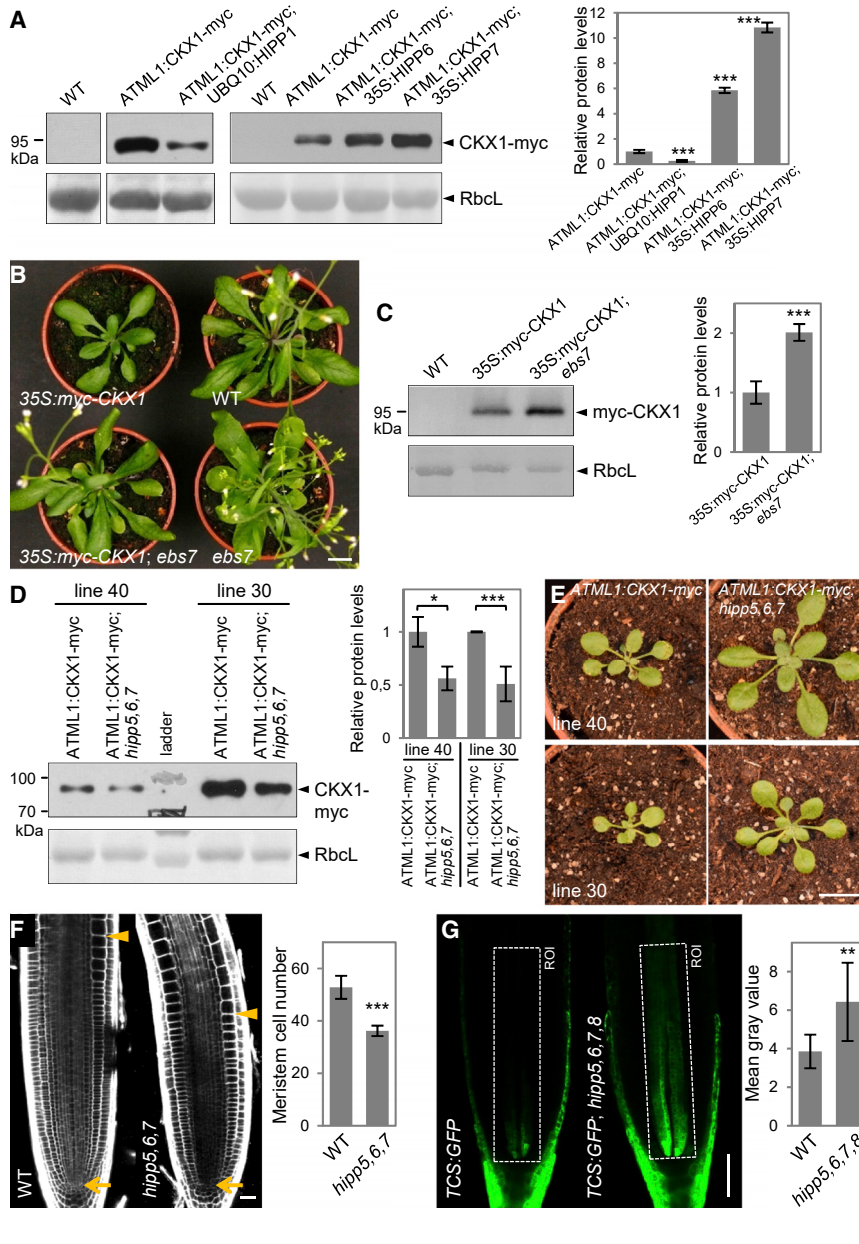 A
WT
ATML1:CKX1-myc
ATML1:CKX1-myc;
UBQ10:HIPP1
WT
ATML1:CKX1-myc
ATML1:CKX1-myc;
35S:HIPP6
ATML1:CKX1-myc;
35S:HIPP7
95
kDa
CKX1-myc
RbcL
Relative protein levels
12
10
8
6
4
2
0
***
***
***
ATML1:CKX1-myc
ATML1:CKX1-myc;
UBQ10:HIPP1
ATML1:CKX1-myc;
35S:HIPP6
ATML1:CKX1-myc;
35S:HIPP7
B
35S:myc-CKX1
WT
35S:myc-CKX1; ebs7
ebs7
C
WT
35S:myc-CKX1
35S:myc-CKX1;
ebs7
95
kDa
myc-CKX1
RbcL
Relative protein levels
2
1
0
***
35S:myc-CKX1
35S:myc-CKX1;
ebs7
D
line 40
line 30
ATML1:CKX1-myc
ATML1:CKX1-myc;
hipp5,6,7
ladder
ATML1:CKX1-myc
ATML1:CKX1-myc;
hipp5,6,7
100
70
kDa
CKX1-
myc
RbcL
Relative protein levels
1
0,5
0
*
***
line 40
line 30
ATML1:CKX1-myc
ATML1:CKX1-myc;
hipp5,6,7
ATML1:CKX1-myc
ATML1:CKX1-myc;
hipp5,6,7
E
ATML1:CKX1-myc
ATML1:CKX1-myc;
hipp5,6,7
line 40
line 30
F
WT
hipp5,6,7
Meristem cell number
60
40
20
0
***
WT
hipp5,6,7
G
TCS:GFP
ROI
TCS:GFP; hipp5,6,7,8
ROI
Mean gray value
8
6
4
2
0
**
WT
hipp5,6,7,8